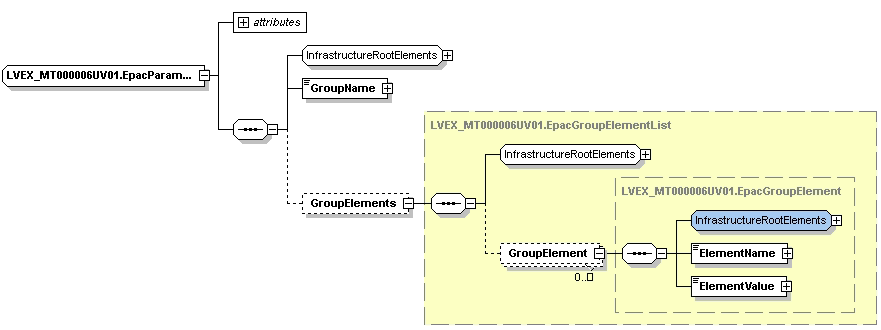 attributes
InfrastructureRootElements
LVEX_MT000006UV01.EpacParam...
GroupName
LVEX_MT000006UV01.EpacGroupElementList
InfrastructureRootElements
LVEX_MT000006UV01.EpacGroupElement
GroupElements
InfrastructureRootElements
GroupElement
ElementName
0..
ElementValue